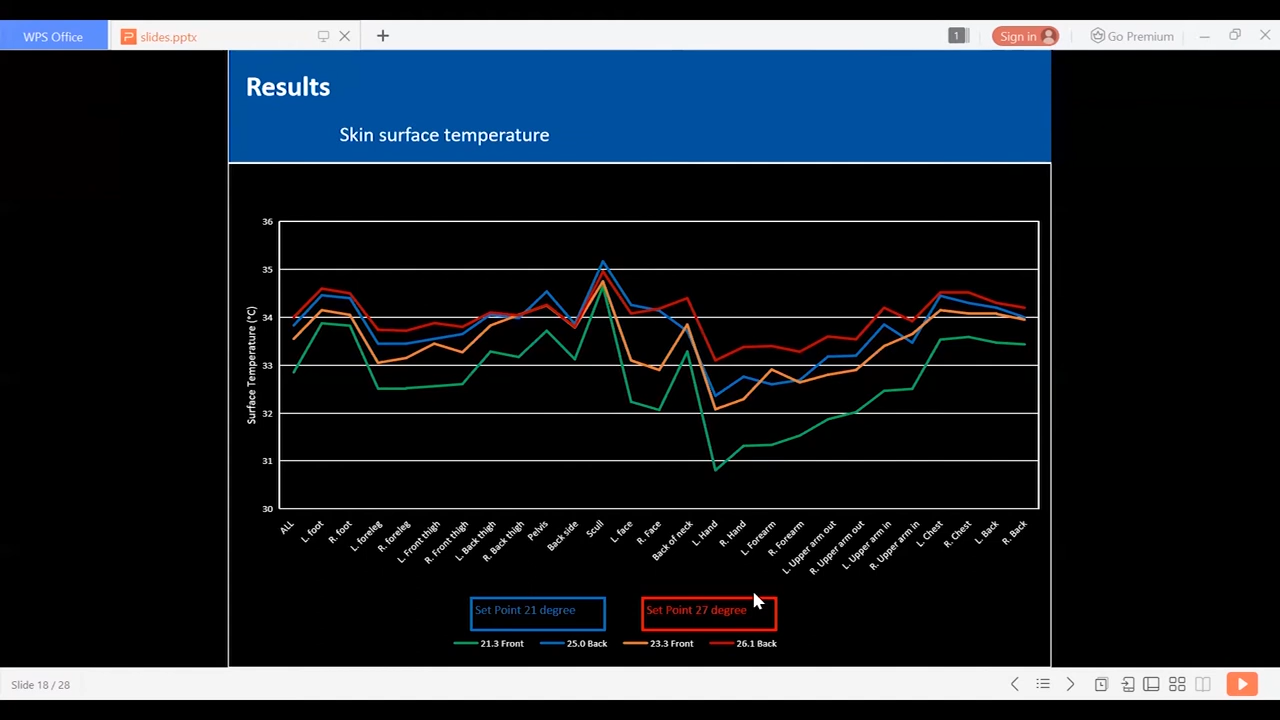 WPS Office
slides.pptx
1
Sign in
Go Premium
Results
Skin surface temperature
36
35
34
33
32
31
30
Surface Temperature (°C)
ALL
L. foot
R. foot
L. foreleg
R. foreleg
L. Front thigh
R. Front thigh
L. Back thigh
R. Back thigh
Pelvis
Back side
Scull
L. face
R. Face
Back of neck
L. Hand
R. Hand
L. Forearm
R. Forearm
L. Upper arm out
R. Upper arm out
L. Upper arm in
R. Upper arm in
L. Chest
R. Chest
L. Back
R. Back
Set Point 21 degree
Set Point 27 degree
21.3 Front
25.0 Back
23.3 Front
26.1 Back
Slide 18 / 28